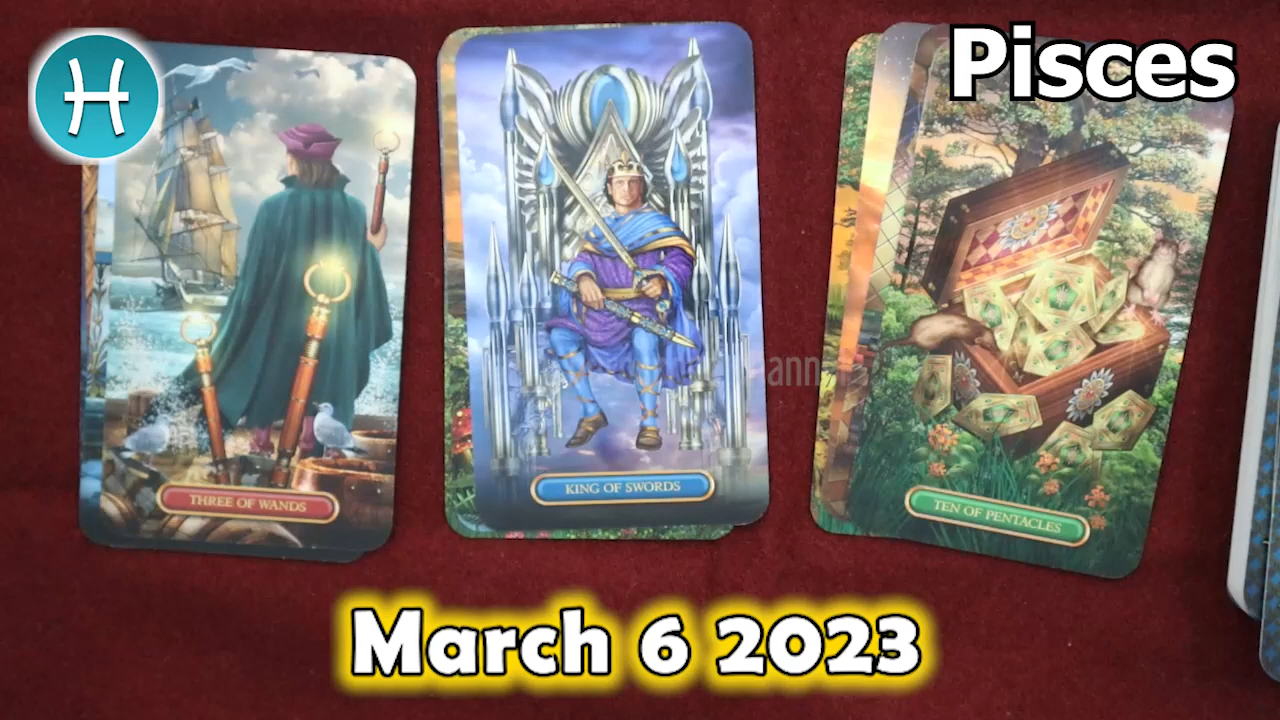 Pisces
THREE OF WANDS
KING OF SWORDS
TEN OF PENTACLES
March 6 2023